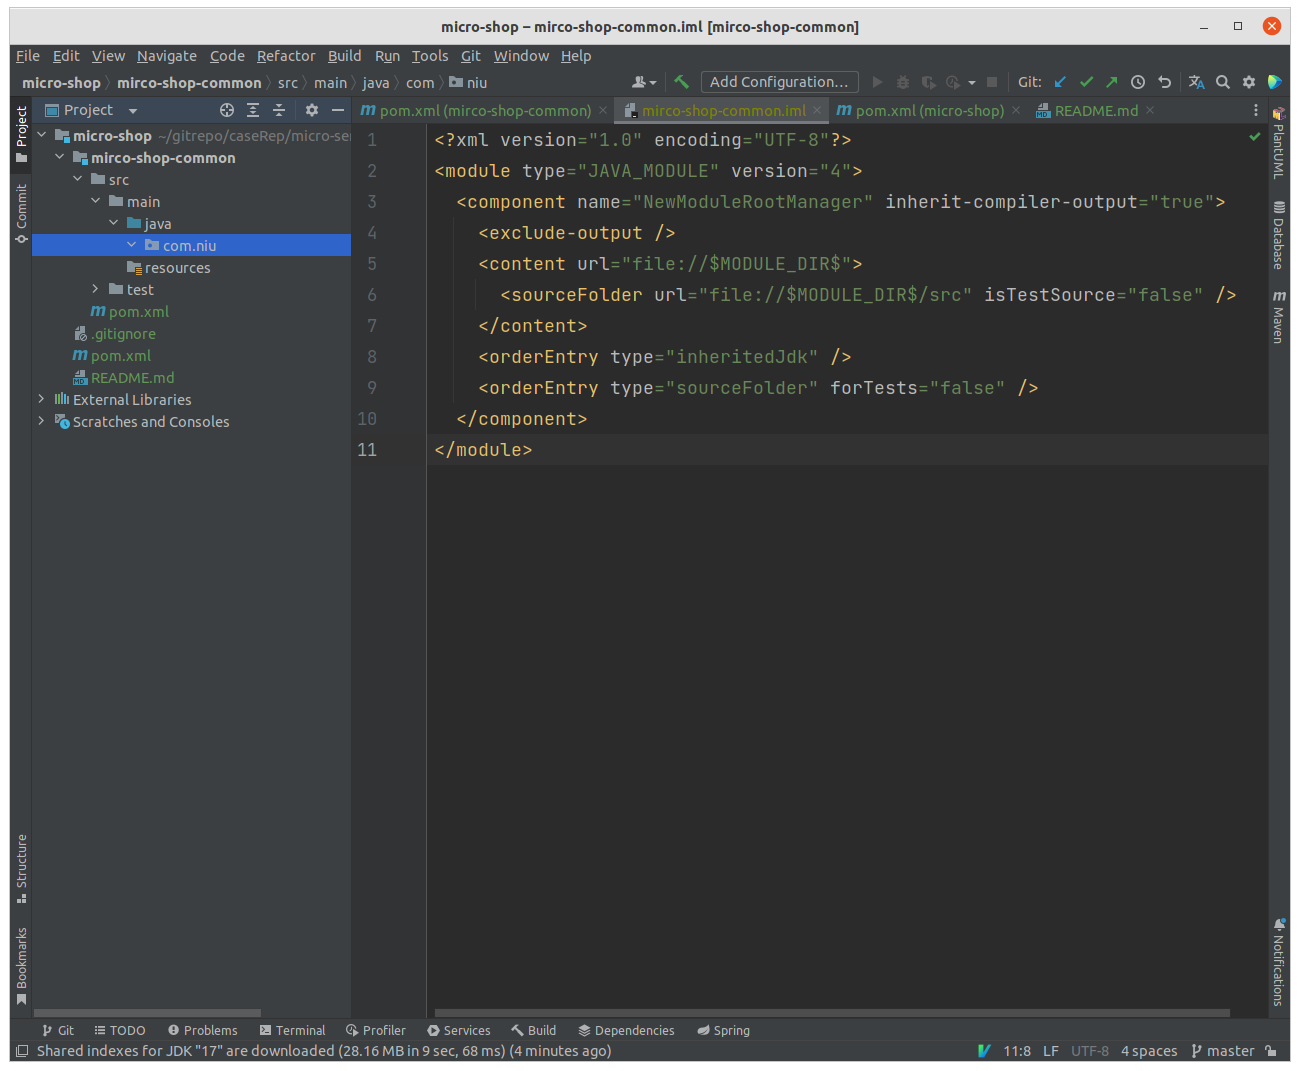 micro-shop – mirco-shop-common.iml [mirco-shop-common]
File Edit View Navigate Code Refactor Build Run Tools Git Window Help
micro-shop mirco-shop-common src main java com niu Add Configuration... Git:
Project
pom.xml (mirco-shop-common) mirco-shop-common.iml pom.xml (micro-shop) README.md
Project
Commit
Structure
Bookmarks
micro-shop ~/gitrepo/caseRep/micro-se
mirco-shop-common
src
main
java
com.niu
resources
test
pom.xml
.gitignore
pom.xml
README.md
External Libraries
Scratches and Consoles
1 <?xml version="1.0" encoding="UTF-8"?>
2 <module type="JAVA_MODULE" version="4">
3 <component name="NewModuleRootManager" inherit-compiler-output="true">
4 <exclude-output />
5 <content url="file://$MODULE_DIR$">
6 <sourceFolder url="file://$MODULE_DIR$/src" isTestSource="false" />
7 </content>
8 <orderEntry type="inheritedJdk" />
9 <orderEntry type="sourceFolder" forTests="false" />
10 </component>
11 </module>
PlantUML
Database
Maven
Notifications
Git TODO Problems Terminal Profiler Services Build Dependencies Spring
Shared indexes for JDK "17" are downloaded (28.16 MB in 9 sec, 68 ms) (4 minutes ago) 11:8 LF UTF-8 4 spaces master